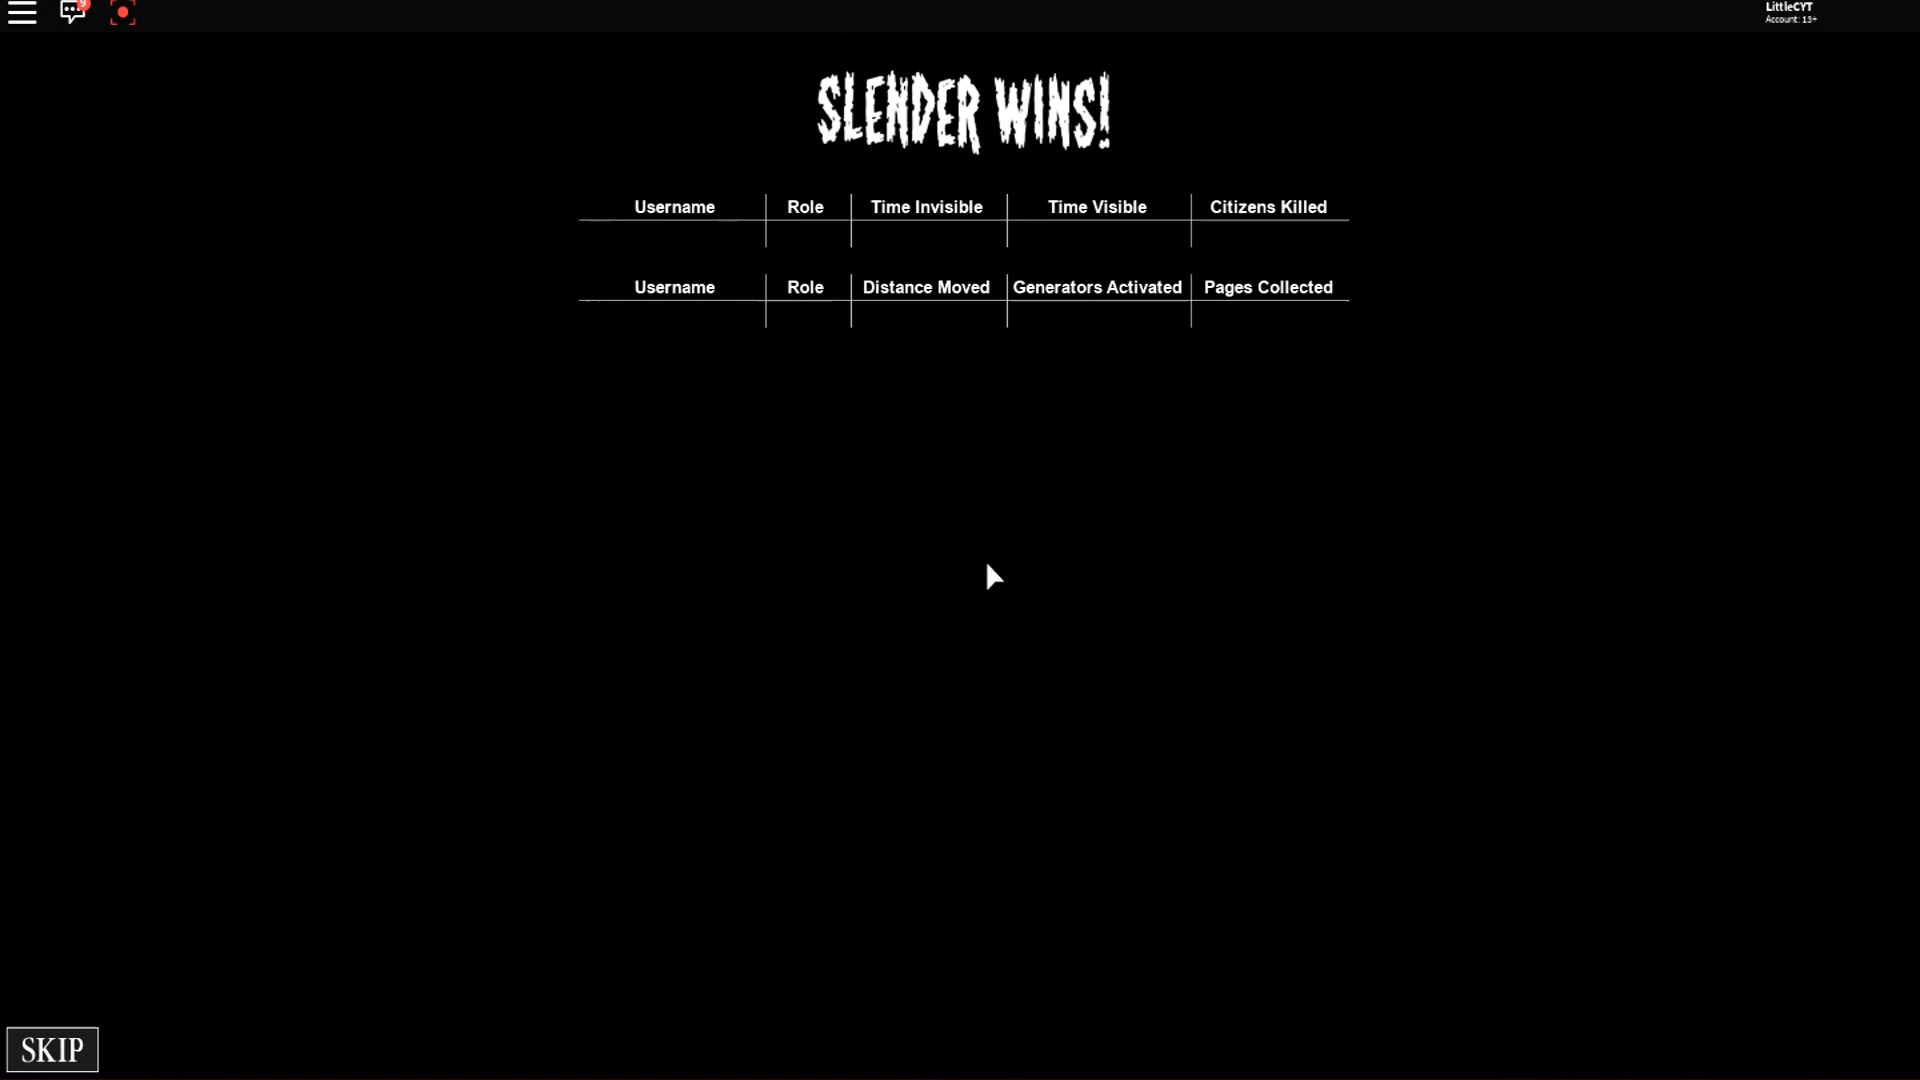 9
LittleCYT
Account: 13+
SLENDER WINS!
Username Role Time Invisible Time Visible Citizens Killed
Username Role Distance Moved Generators Activated Pages Collected
SKIP